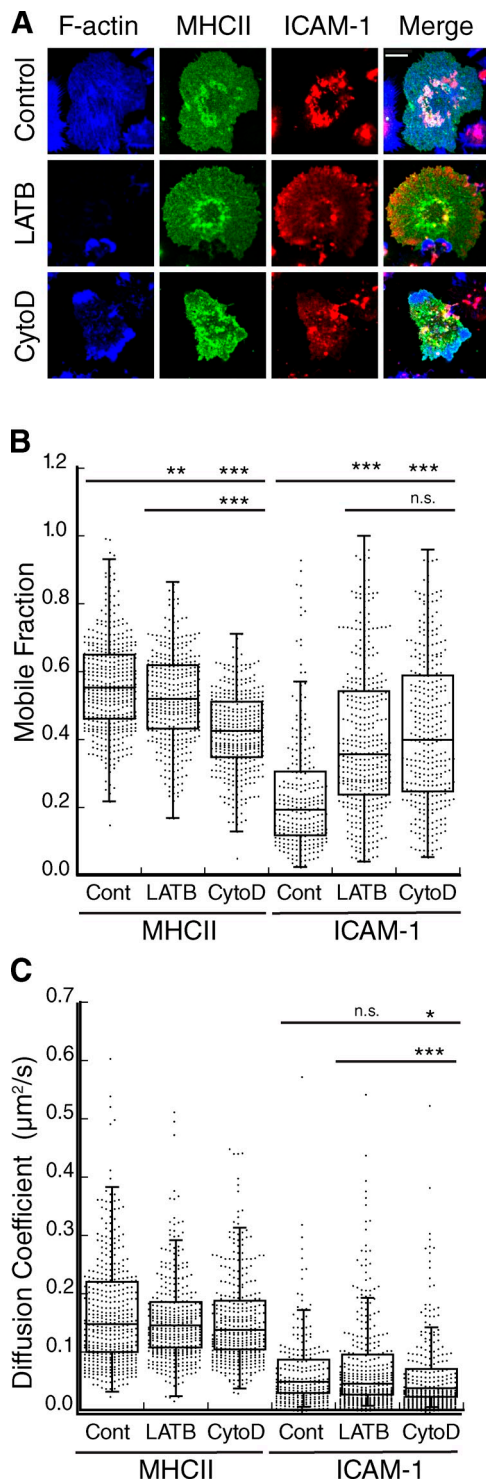 A
F-actin MHCII ICAM-1 Merge
Control
LATB
CytoD
B
** *** *** ***
*** n.s.
Mobile Fraction
1.2
1.0
0.8
0.6
0.4
0.2
0.0
Cont LATB CytoD Cont LATB CytoD
MHCII ICAM-1
C
n.s. *
***
Diffusion Coefficient (µm²/s)
0.7
0.6
0.5
0.4
0.3
0.2
0.1
0.0
Cont LATB CytoD Cont LATB CytoD
MHCII ICAM-1